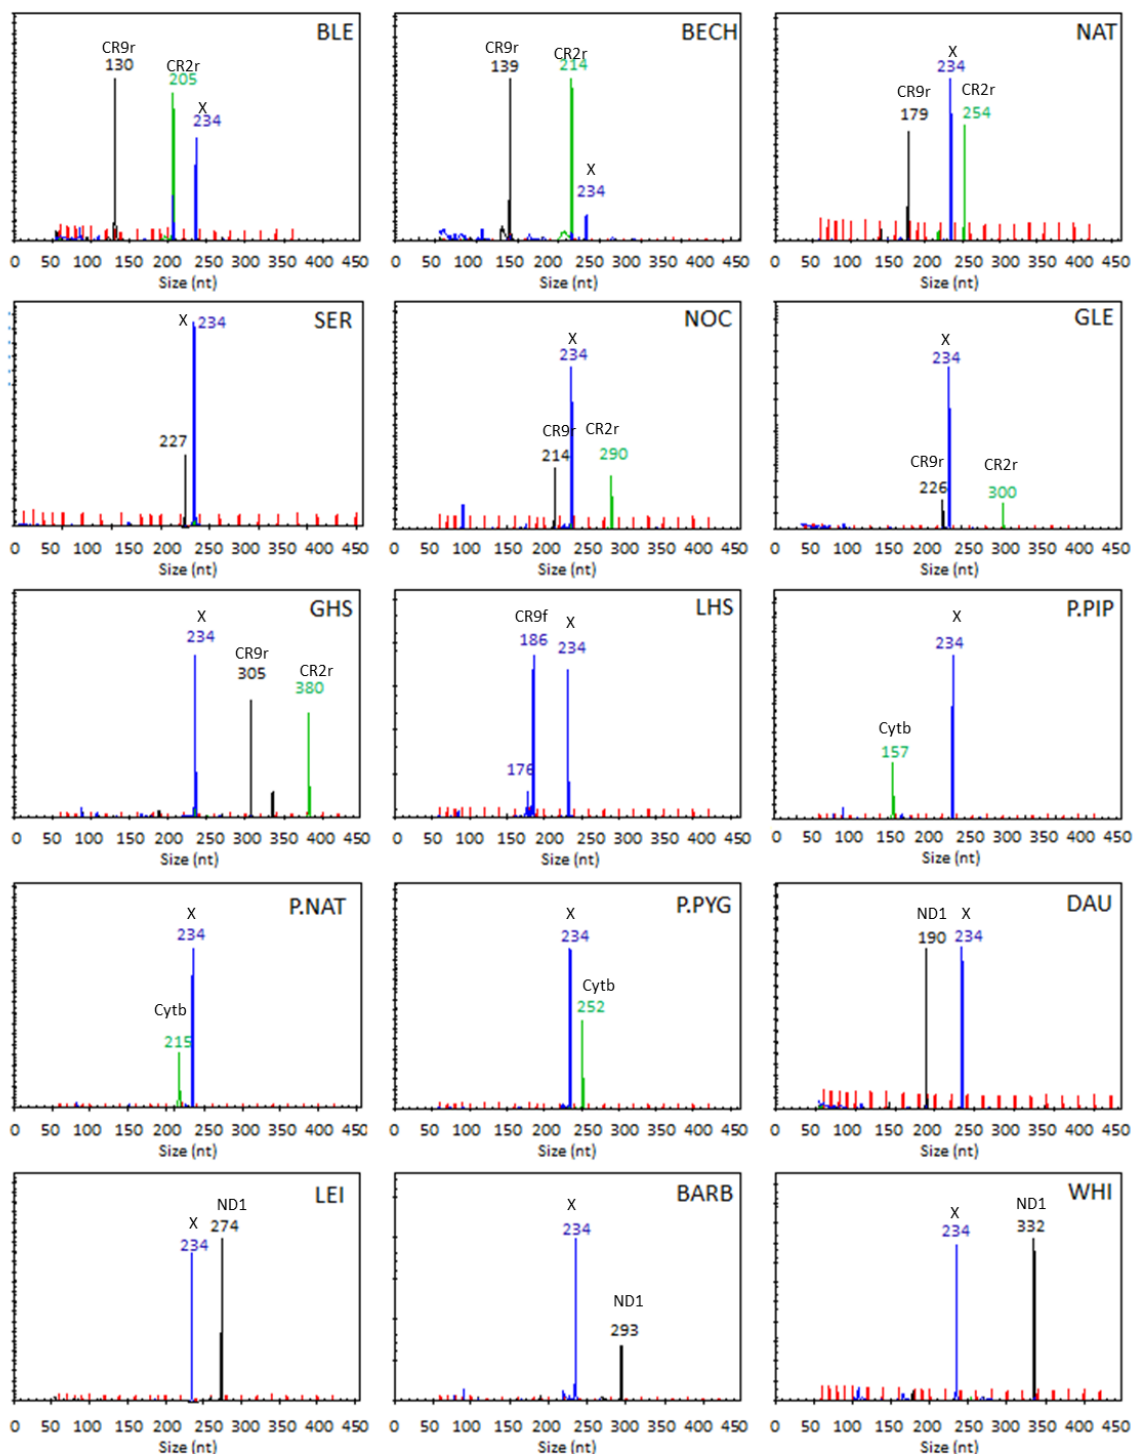 BLE
CR9r
130
CR2r
205
X
234
0 50 100 150 200 250 300 350 400 450
Size (nt)
BECH
CR9r
139
CR2r
214
X
234
0 50 100 150 200 250 300 350 400 450
Size (nt)
NAT
X
234
CR9r
179
CR2r
254
0 50 100 150 200 250 300 350 400 450
Size (nt)
SER
X 234
227
0 50 100 150 200 250 300 350 400 450
Size (nt)
NOC
X
234
CR9r
214
CR2r
290
0 50 100 150 200 250 300 350 400 450
Size (nt)
GLE
X
234
CR9r
226
CR2r
300
0 50 100 150 200 250 300 350 400 450
Size (nt)
GHS
X
234
CR9r
305
CR2r
380
0 50 100 150 200 250 300 350 400 450
Size (nt)
LHS
CR9f
186
X
234
176
0 50 100 150 200 250 300 350 400 450
Size (nt)
P.PIP
X
234
Cytb
157
0 50 100 150 200 250 300 350 400 450
Size (nt)
P.NAT
X
234
Cytb
215
0 50 100 150 200 250 300 350 400 450
Size (nt)
P.PYG
X
234
Cytb
252
0 50 100 150 200 250 300 350 400 450
Size (nt)
DAU
ND1
190
X
234
0 50 100 150 200 250 300 350 400 450
Size (nt)
LEI
X
234
ND1
274
0 50 100 150 200 250 300 350 400 450
Size (nt)
BARB
X
234
ND1
293
0 50 100 150 200 250 300 350 400 450
Size (nt)
WHI
X
234
ND1
332
0 50 100 150 200 250 300 350 400 450
Size (nt)